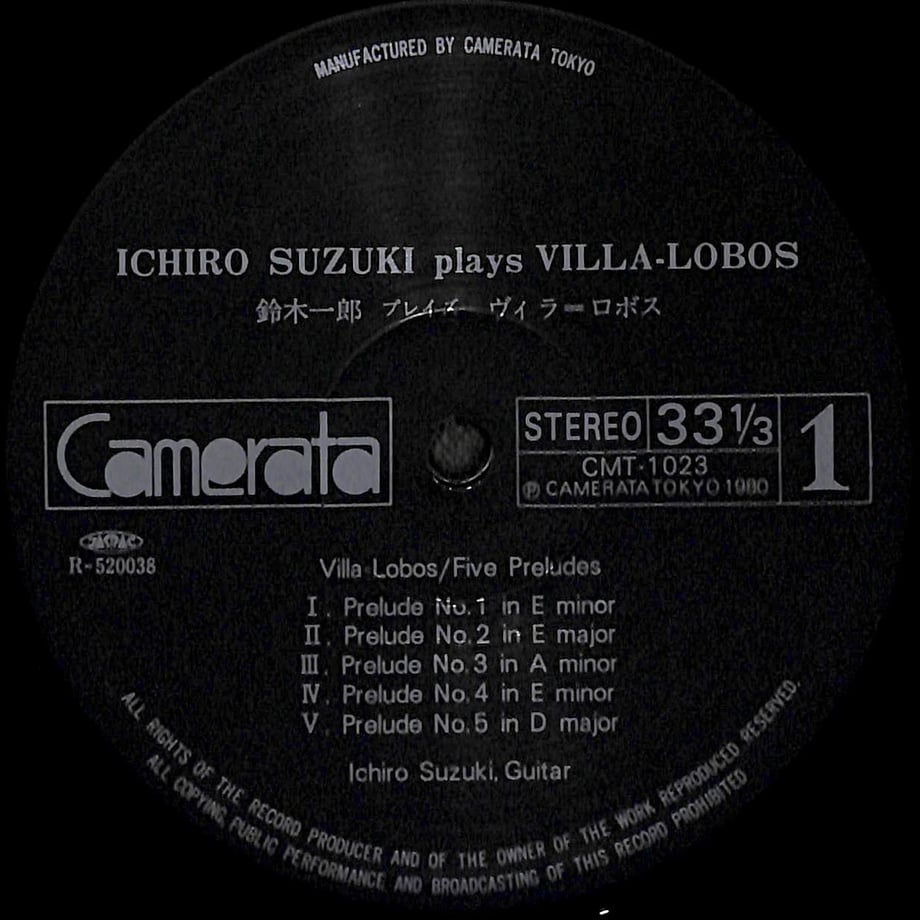 MANUFACTURED BY CAMERATA TOKYO
ICHIRO SUZUKI plays VILLA-LOBOS
鈴木一郎 プレイズ ヴィラ=ロボス
Camerata
STEREO 33⅓ 1
CMT-1023
Ⓟ CAMERATA TOKYO 1980
JASRAC
R-520038
Villa-Lobos/Five Preludes
Ⅰ. Prelude No.1 in E minor
Ⅱ. Prelude No.2 in E major
Ⅲ. Prelude No.3 in A minor
Ⅳ. Prelude No.4 in E minor
Ⅴ. Prelude No.5 in D major
Ichiro Suzuki, Guitar
ALL RIGHTS OF THE RECORD PRODUCER AND OF THE OWNER OF THE WORK REPRODUCED RESERVED.
ALL COPYING, PUBLIC PERFORMANCE AND BROADCASTING OF THIS RECORD PROHIBITED